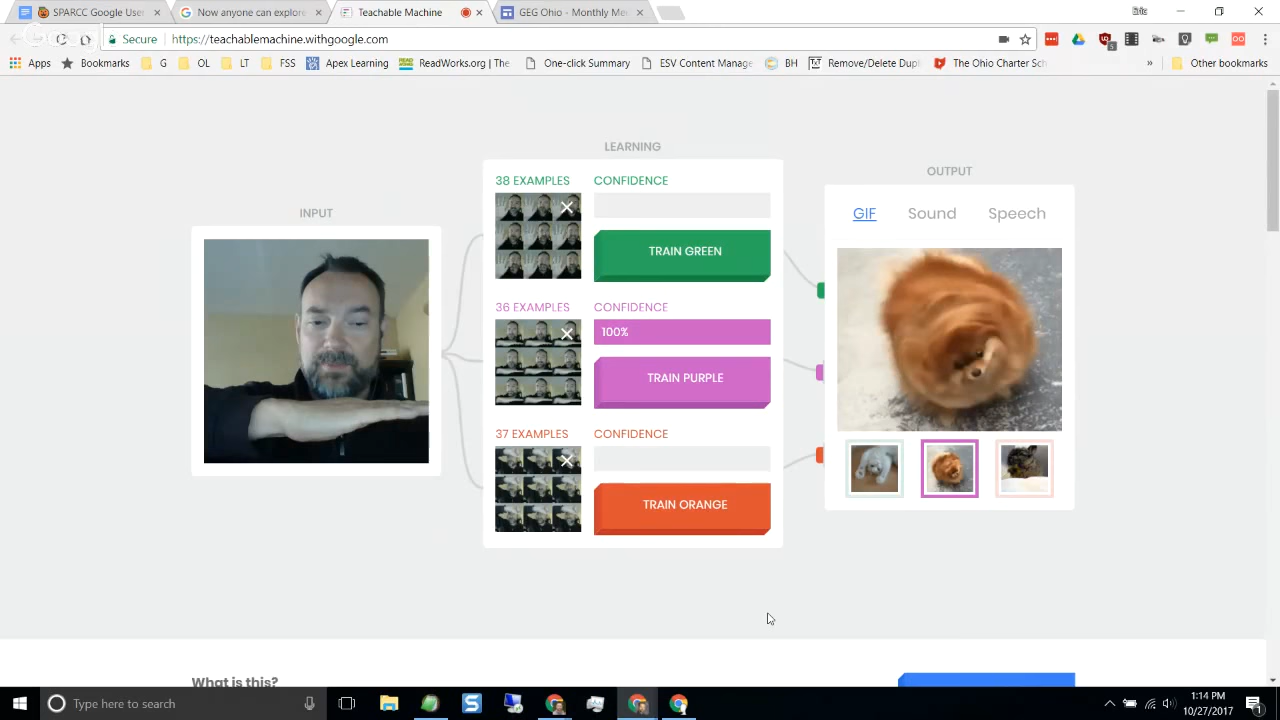 SPARCC Google User
Now anyone can explore
Teachable Machine
GEG Ohio - Monthly Me
Secure
https://teachablemachine.withgoogle.com
5
Apps
Bookmarks
G
OL
LT
FSS
Apex Learning
ReadWorks.org | The
One-click Summary
ESV Content Manage
BH
Remove/Delete Dupl
The Ohio Charter Sch
»
Other bookmarks
LEARNING
INPUT
38 EXAMPLES
CONFIDENCE
TRAIN GREEN
36 EXAMPLES
CONFIDENCE
100%
TRAIN PURPLE
37 EXAMPLES
CONFIDENCE
TRAIN ORANGE
OUTPUT
GIF
Sound
Speech
What is this?
Type here to search
1:14 PM
10/27/2017
1